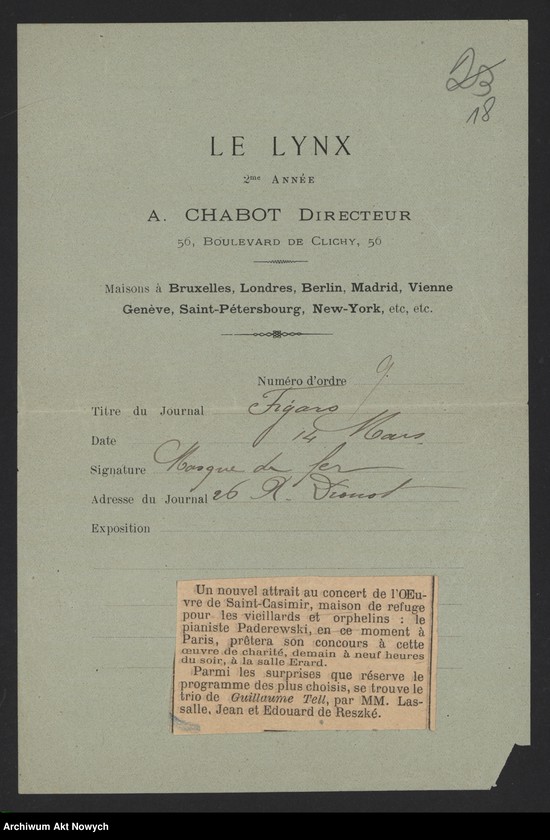 18
LE LYNX
2me ANNÉE
A. CHABOT DIRECTEUR
56, BOULEVARD DE CLICHY, 56
Maisons à Bruxelles, Londres, Berlin, Madrid, Vienne
Genève, Saint-Pétersbourg, New-York, etc, etc.
Numéro d'ordre 9
Titre du Journal Figaro
Date 14 Mars.
Signature Masque de fer
Adresse du Journal 26 R. Drouot
Exposition
Un nouvel attrait au concert de l'Œu-
vre de Saint-Casimir, maison de refuge
pour les vieillards et orphelins : le
pianiste Paderewski, en ce moment à
Paris, prêtera son concours à cette
œuvre de charité, demain à neuf heures
du soir, à la salle Erard.
Parmi les surprises que réserve le
programme des plus choisis, se trouve le
trio de Guillaume Tell, par MM. Las-
salle, Jean et Edouard de Reszké.
Archiwum Akt Nowych